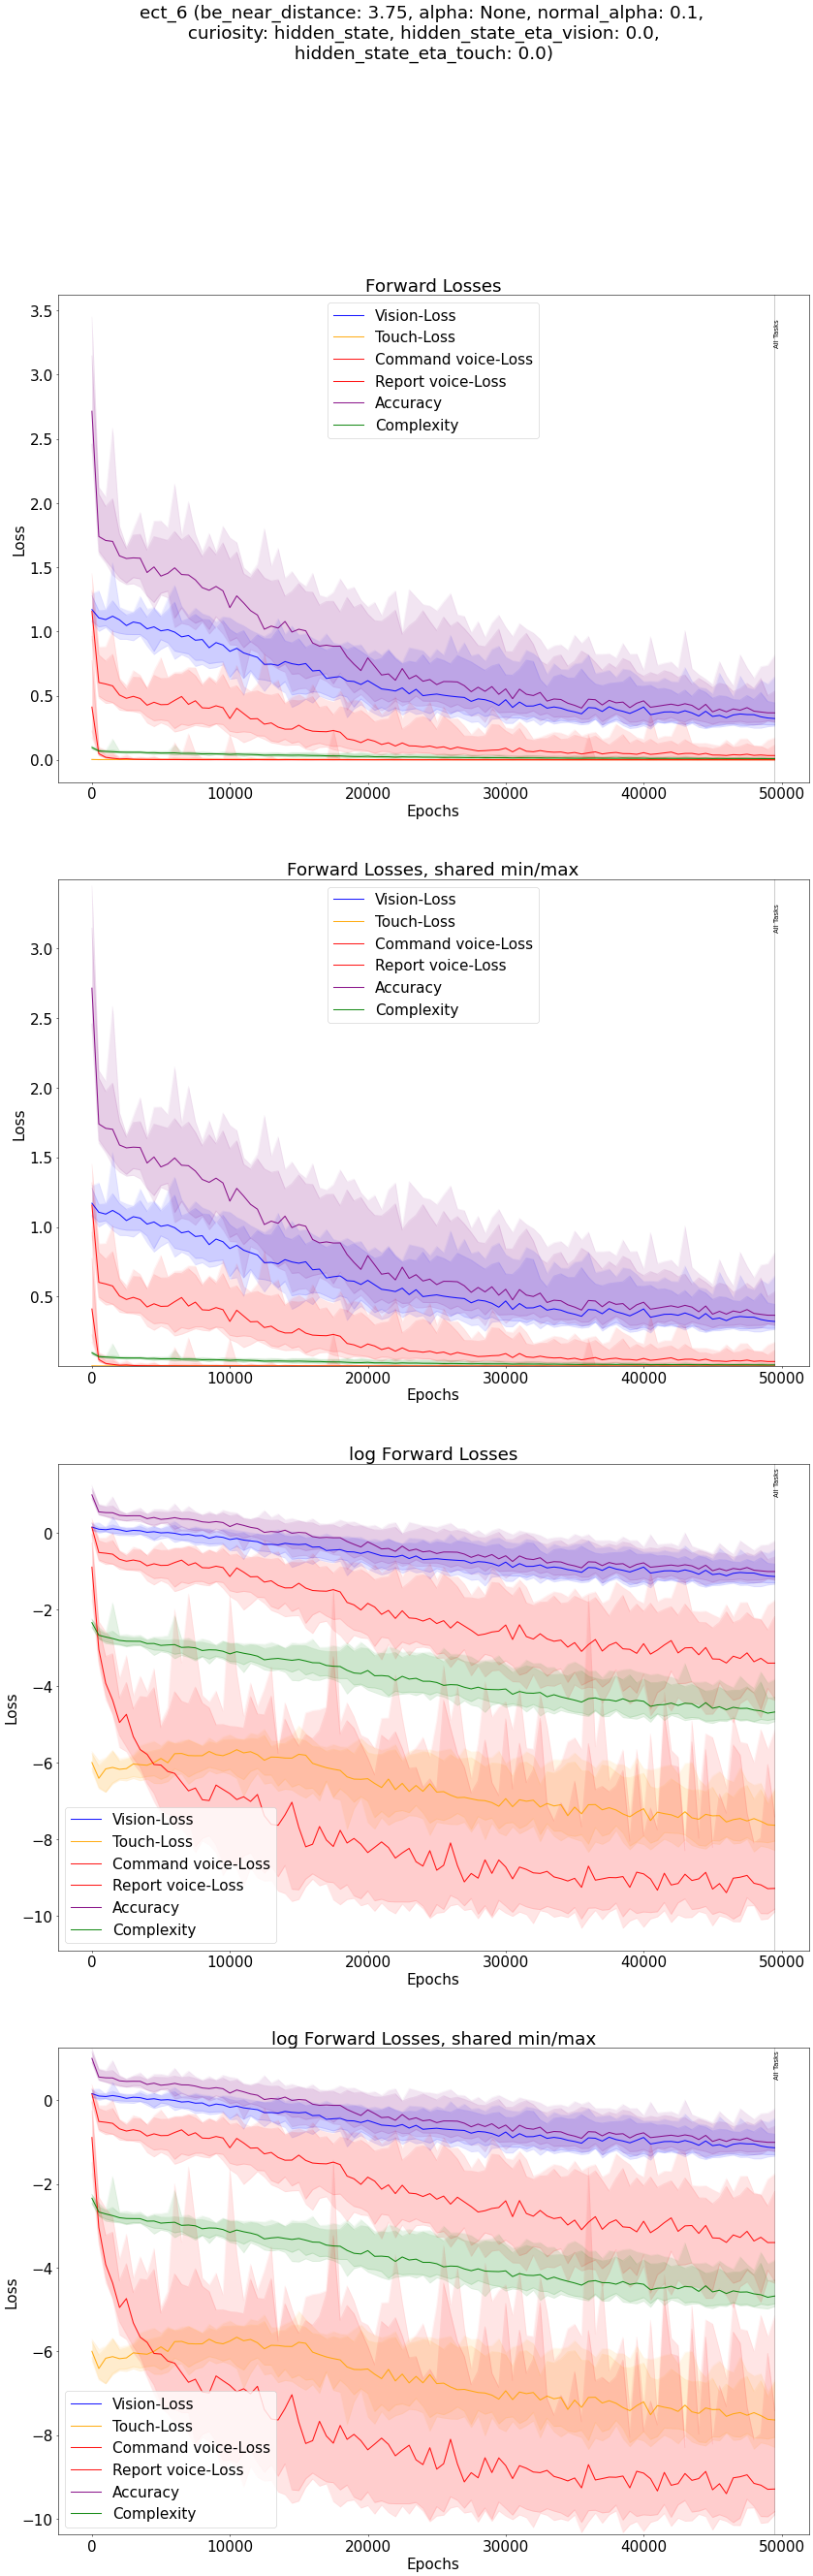 ect_6 (be_near_distance: 3.75, alpha: None, normal_alpha: 0.1,
curiosity: hidden_state, hidden_state_eta_vision: 0.0,
hidden_state_eta_touch: 0.0)
Forward Losses
3.5
3.0
2.5
2.0
1.5
1.0
0.5
0.0
Loss
Vision-Loss
Touch-Loss
Command voice-Loss
Report voice-Loss
Accuracy
Complexity
All Tasks
0 10000 20000 30000 40000 50000
Epochs
Forward Losses, shared min/max
3.0
2.5
2.0
1.5
1.0
0.5
Loss
Vision-Loss
Touch-Loss
Command voice-Loss
Report voice-Loss
Accuracy
Complexity
All Tasks
0 10000 20000 30000 40000 50000
Epochs
log Forward Losses
0
−2
−4
−6
−8
−10
Loss
All Tasks
Vision-Loss
Touch-Loss
Command voice-Loss
Report voice-Loss
Accuracy
Complexity
0 10000 20000 30000 40000 50000
Epochs
log Forward Losses, shared min/max
0
−2
−4
−6
−8
−10
Loss
All Tasks
Vision-Loss
Touch-Loss
Command voice-Loss
Report voice-Loss
Accuracy
Complexity
0 10000 20000 30000 40000 50000
Epochs